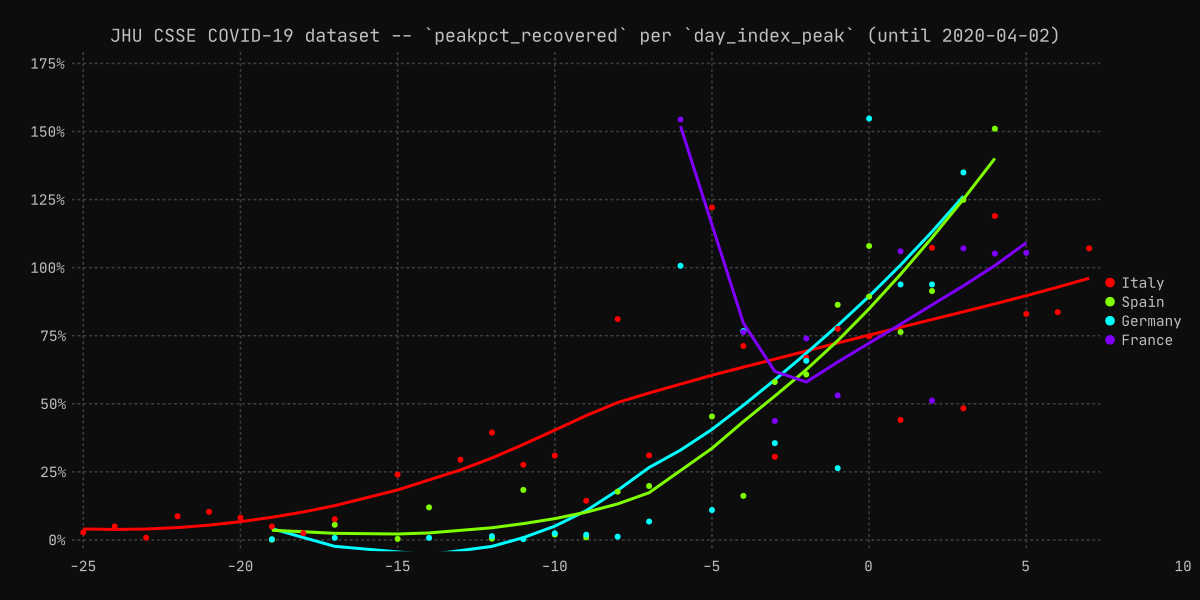 JHU CSSE COVID-19 dataset -- `peakpct_recovered` per `day_index_peak` (until 2020-04-02)
175%
150%
125%
100%
75%
50%
25%
0%
-25 -20 -15 -10 -5 0 5 10
Italy
Spain
Germany
France